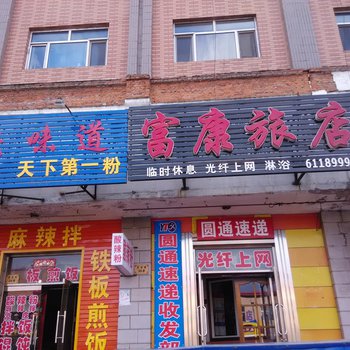 味道
天下第一粉
富康旅店
临时休息 光纤上网 淋浴 6118999
麻辣拌
酸辣粉
铁板煎饭
圆通速递
光纤上网
圆通速递收发部